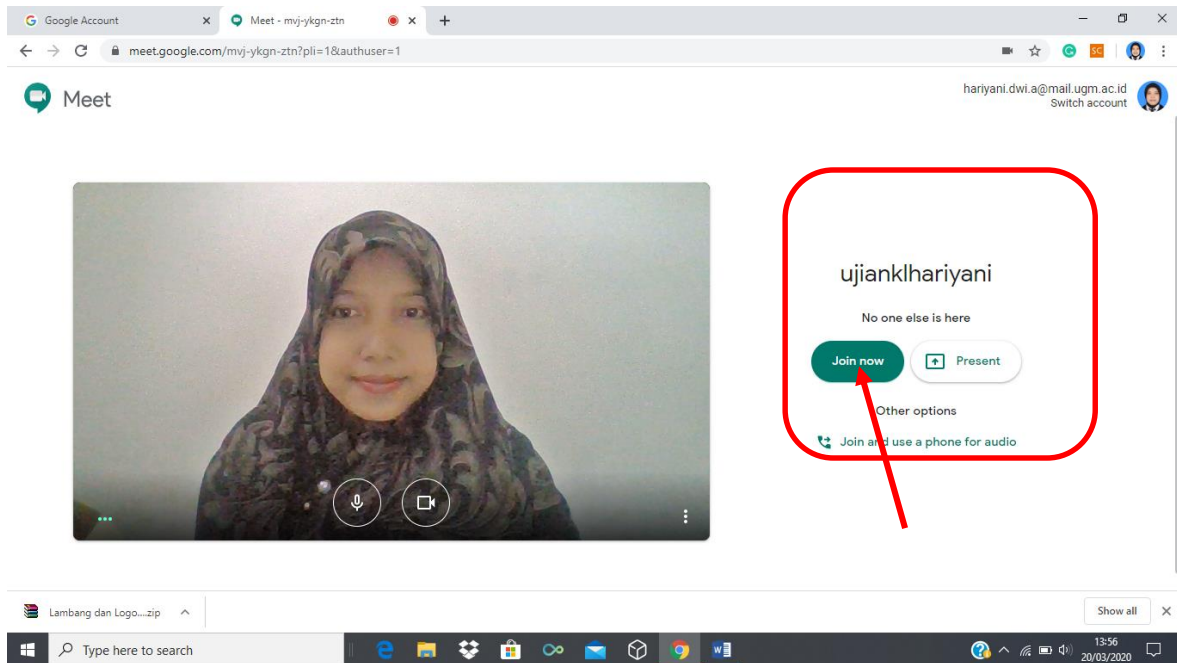 Google Account
Meet - mvj-ykgn-ztn
meet.google.com/mvj-ykgn-ztn?pli=1&authuser=1
SC
Meet
hariyani.dwi.a@mail.ugm.ac.id
Switch account
ujianklhariyani
No one else is here
Join now
Present
Other options
Join and use a phone for audio
Lambang dan Logo....zip
Show all
Type here to search
13:56
20/03/2020